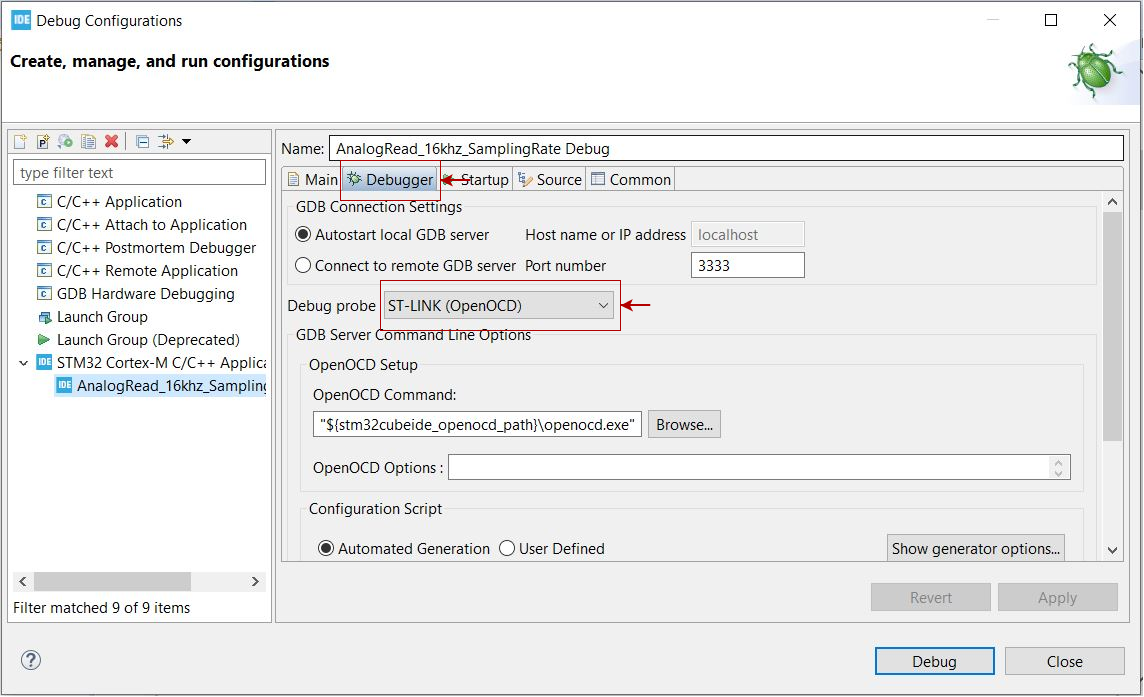 IDE Debug Configurations
Create, manage, and run configurations
type filter text
C/C++ Application
C/C++ Attach to Application
C/C++ Postmortem Debugger
C/C++ Remote Application
GDB Hardware Debugging
Launch Group
Launch Group (Deprecated)
IDE STM32 Cortex-M C/C++ Applica
IDE AnalogRead_16khz_Sampling
Filter matched 9 of 9 items
Name: AnalogRead_16khz_SamplingRate Debug
Main Debugger Startup Source Common
GDB Connection Settings
Autostart local GDB server Host name or IP address localhost
Connect to remote GDB server Port number 3333
Debug probe ST-LINK (OpenOCD)
GDB Server Command Line Options
OpenOCD Setup
OpenOCD Command:
"${stm32cubeide_openocd_path}\openocd.exe" Browse...
OpenOCD Options :
Configuration Script
Automated Generation User Defined Show generator options...
Revert Apply
? Debug Close